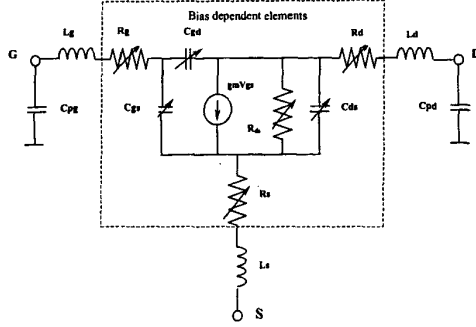 Bias dependent elements
G
Lg
Rg
Cgd
Rd
Ld
D
Cpg
Cgs
gmVgs
Rds
Cds
Cpd
Rs
Ls
S